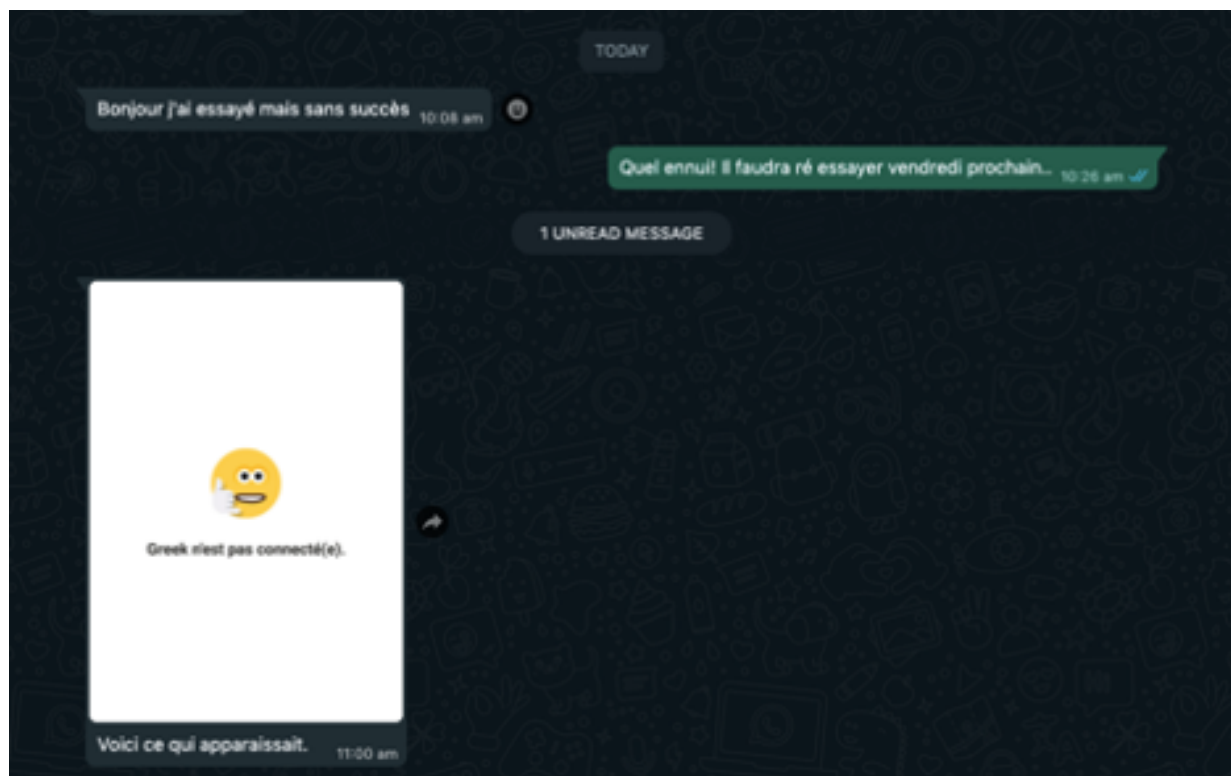 TODAY
Bonjour j'ai essayé mais sans succès 10:08 am
Quel ennui! Il faudra ré essayer vendredi prochain.. 10:26 am
1 UNREAD MESSAGE
Greek n'est pas connecté(e).
Voici ce qui apparaissait. 11:00 am